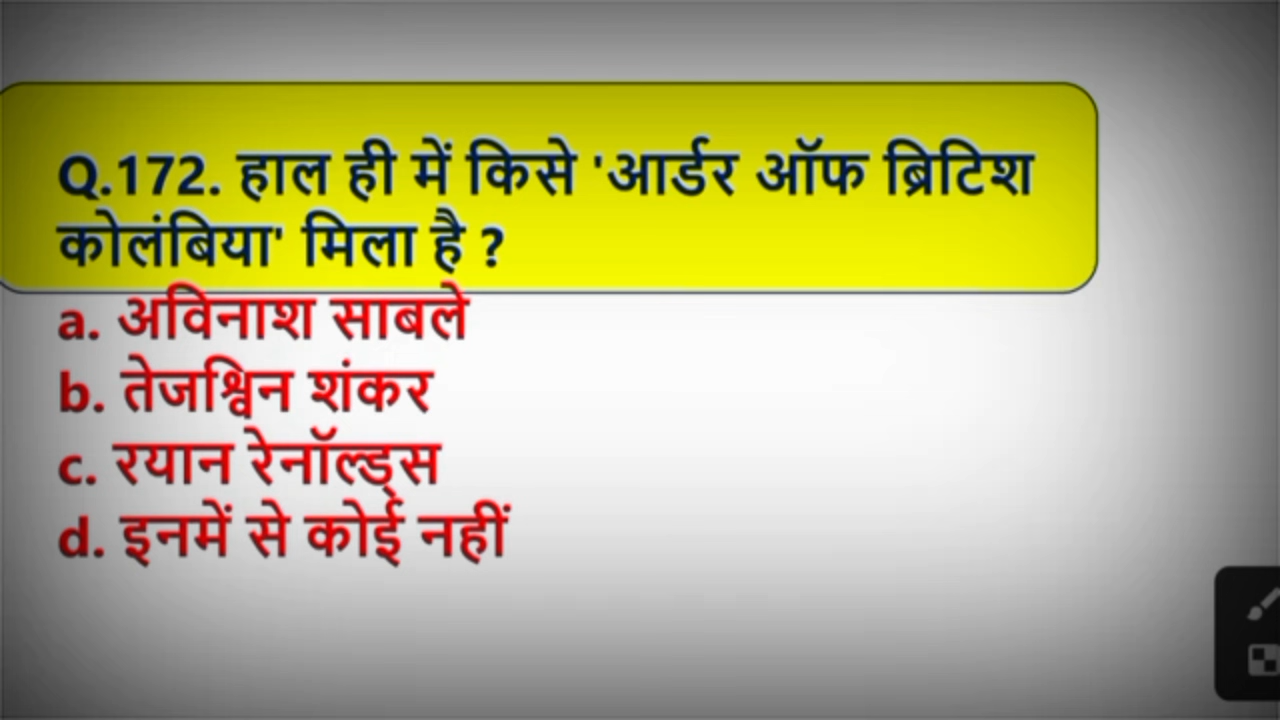 Q.172. हाल ही में किसे 'आर्डर ऑफ ब्रिटिश
कोलंबिया' मिला है ?
a. अविनाश साबले
b. तेजश्विन शंकर
c. रयान रेनॉल्ड्स
d. इनमें से कोई नहीं